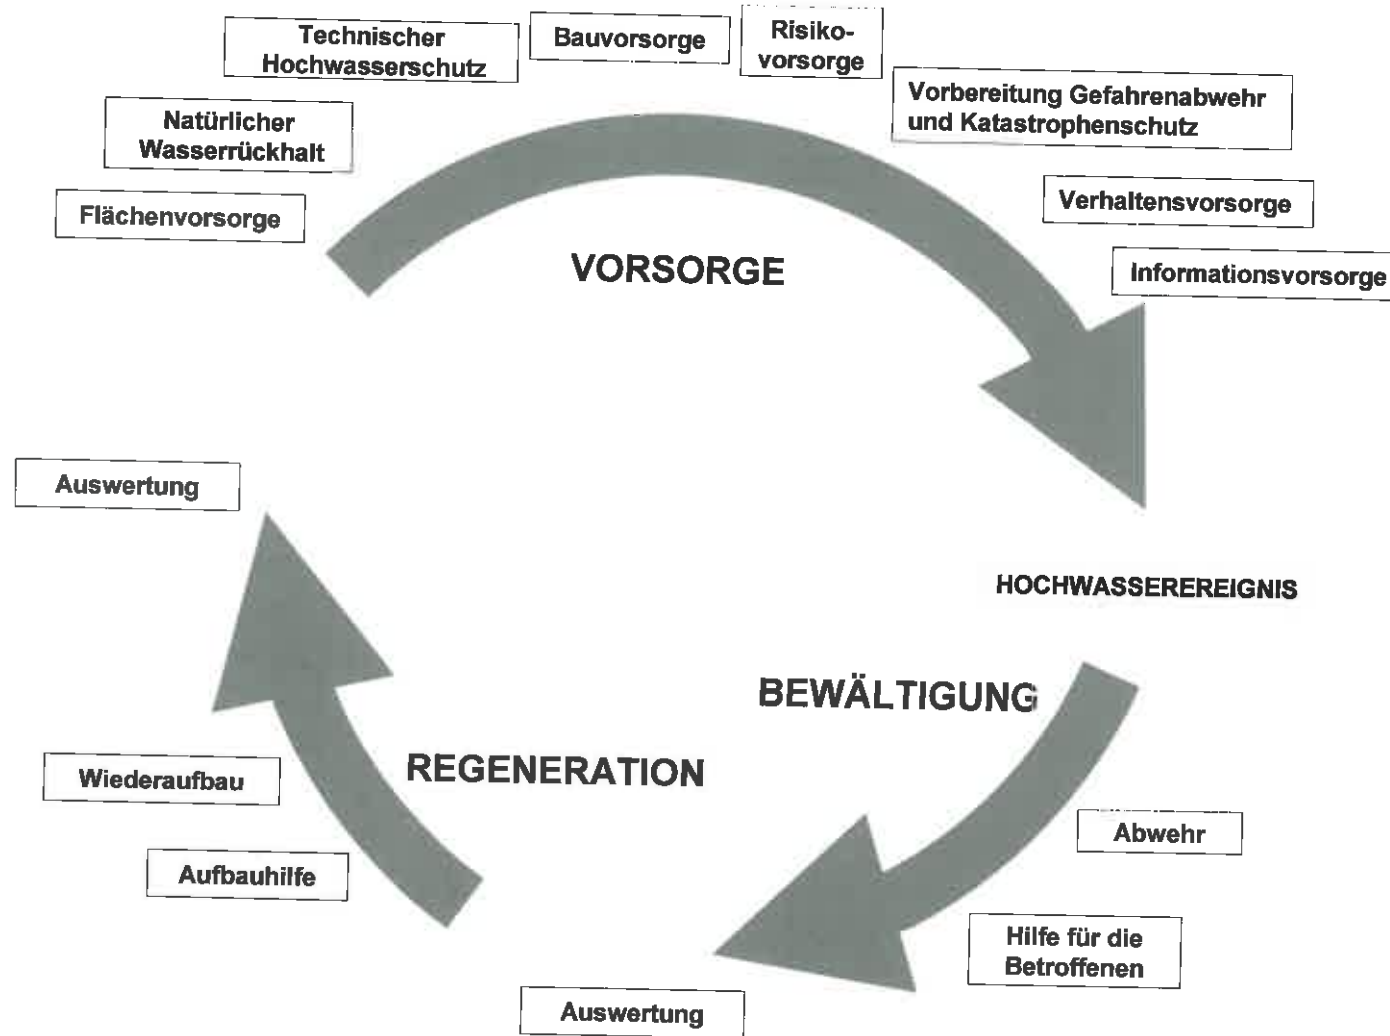 Technischer
Hochwasserschutz
Bauvorsorge
Risiko-
vorsorge
Vorbereitung Gefahrenabwehr
und Katastrophenschutz
Natürlicher
Wasserrückhalt
Flächenvorsorge
Verhaltensvorsorge
Informationsvorsorge
VORSORGE
Auswertung
HOCHWASSEREREIGNIS
BEWÄLTIGUNG
REGENERATION
Wiederaufbau
Aufbauhilfe
Abwehr
Hilfe für die
Betroffenen
Auswertung